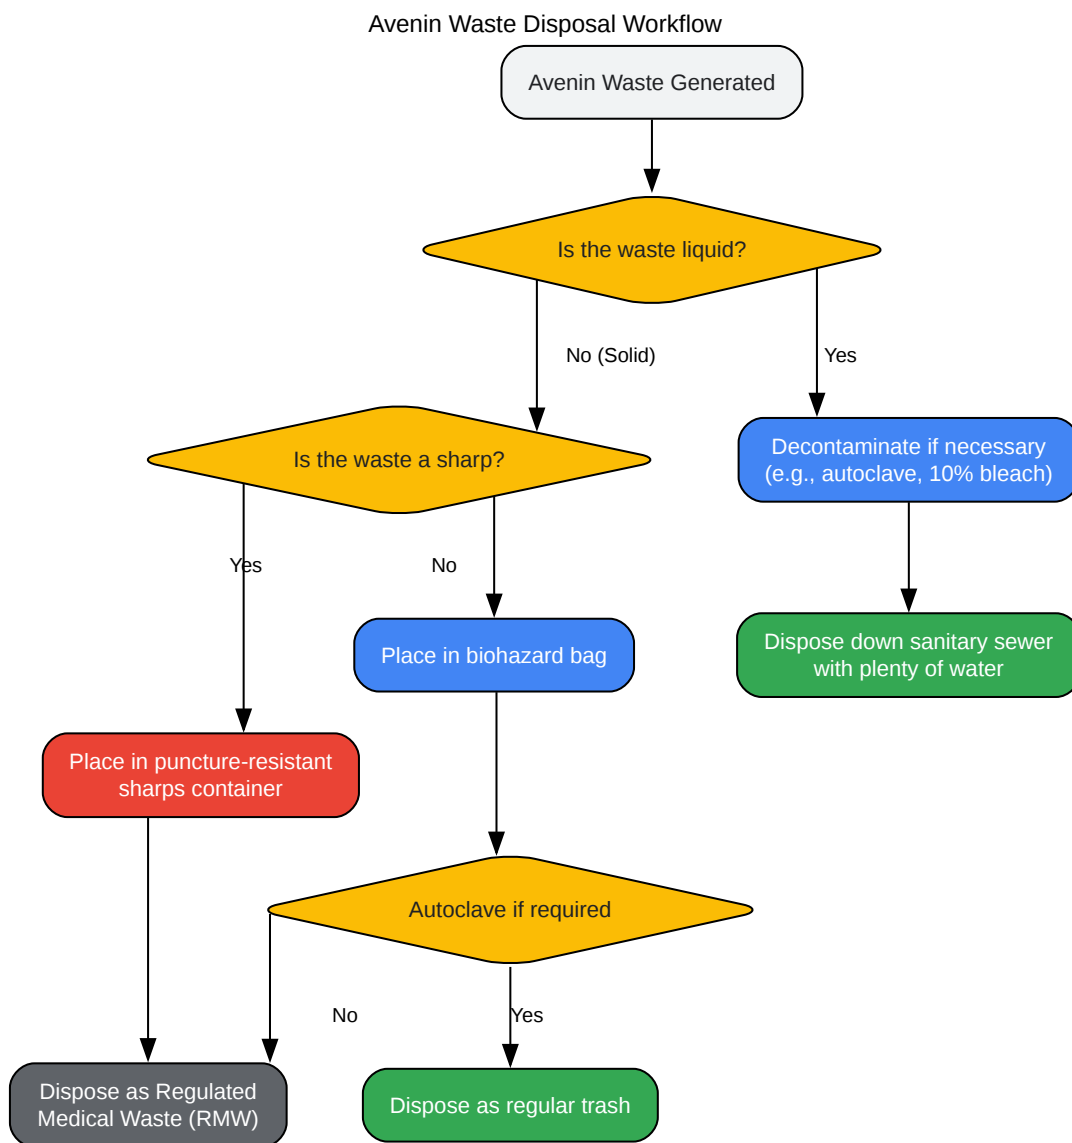 Avenin Waste Disposal Workflow
Avenin Waste Generated
Is the waste liquid?
No (Solid)
Yes
Is the waste a sharp?
Decontaminate if necessary
(e.g., autoclave, 10% bleach)
Yes
No
Place in biohazard bag
Dispose down sanitary sewer
with plenty of water
Place in puncture-resistant
sharps container
Autoclave if required
No
Yes
Dispose as Regulated
Medical Waste (RMW)
Dispose as regular trash